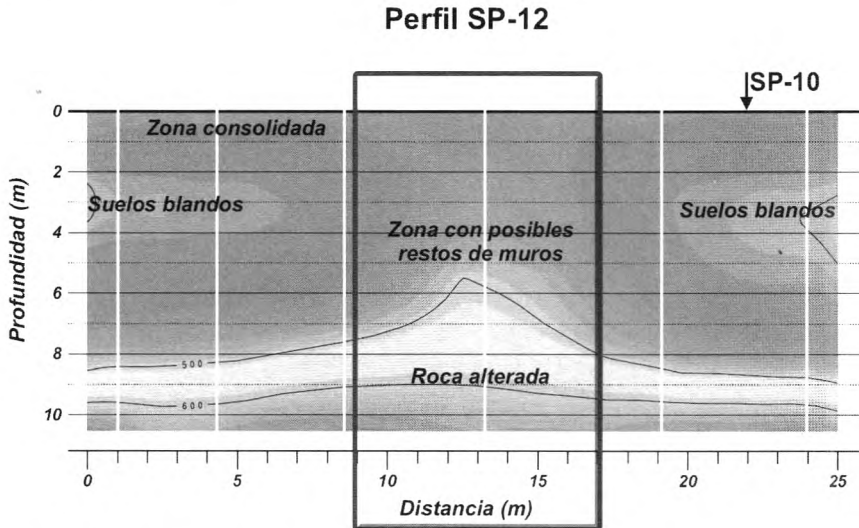 Perfil SP-12
SP-10
0
Zona consolidada
2
Suelos blandos
Suelos blandos
Zona con posibles
restos de muros
4
6
8
500
Roca alterada
600
10
Profundidad (m)
0 5 10 15 20 25
Distancia (m)